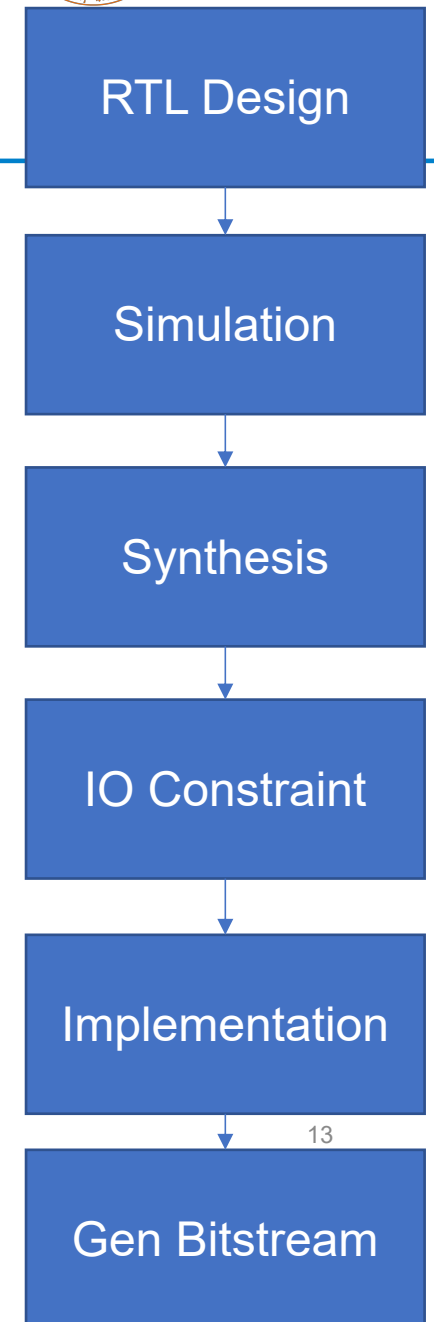 RTL Design
Simulation
Synthesis
IO Constraint
Implementation
13
Gen Bitstream